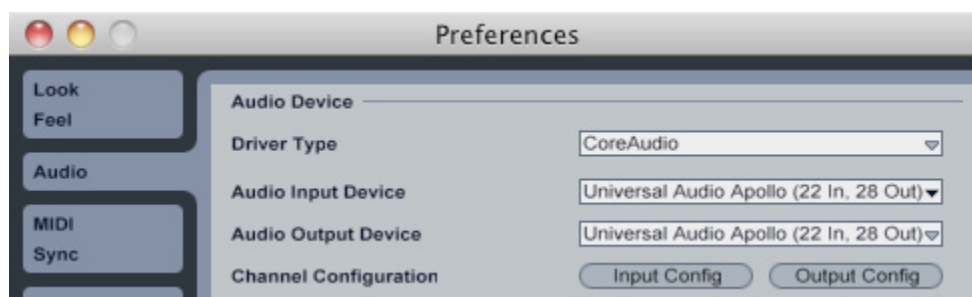 Preferences
Look
Feel
Audio
MIDI
Sync
Audio Device
Driver Type
CoreAudio
Audio Input Device
Universal Audio Apollo (22 In, 28 Out)
Audio Output Device
Universal Audio Apollo (22 In, 28 Out)
Channel Configuration
Input Config
Output Config